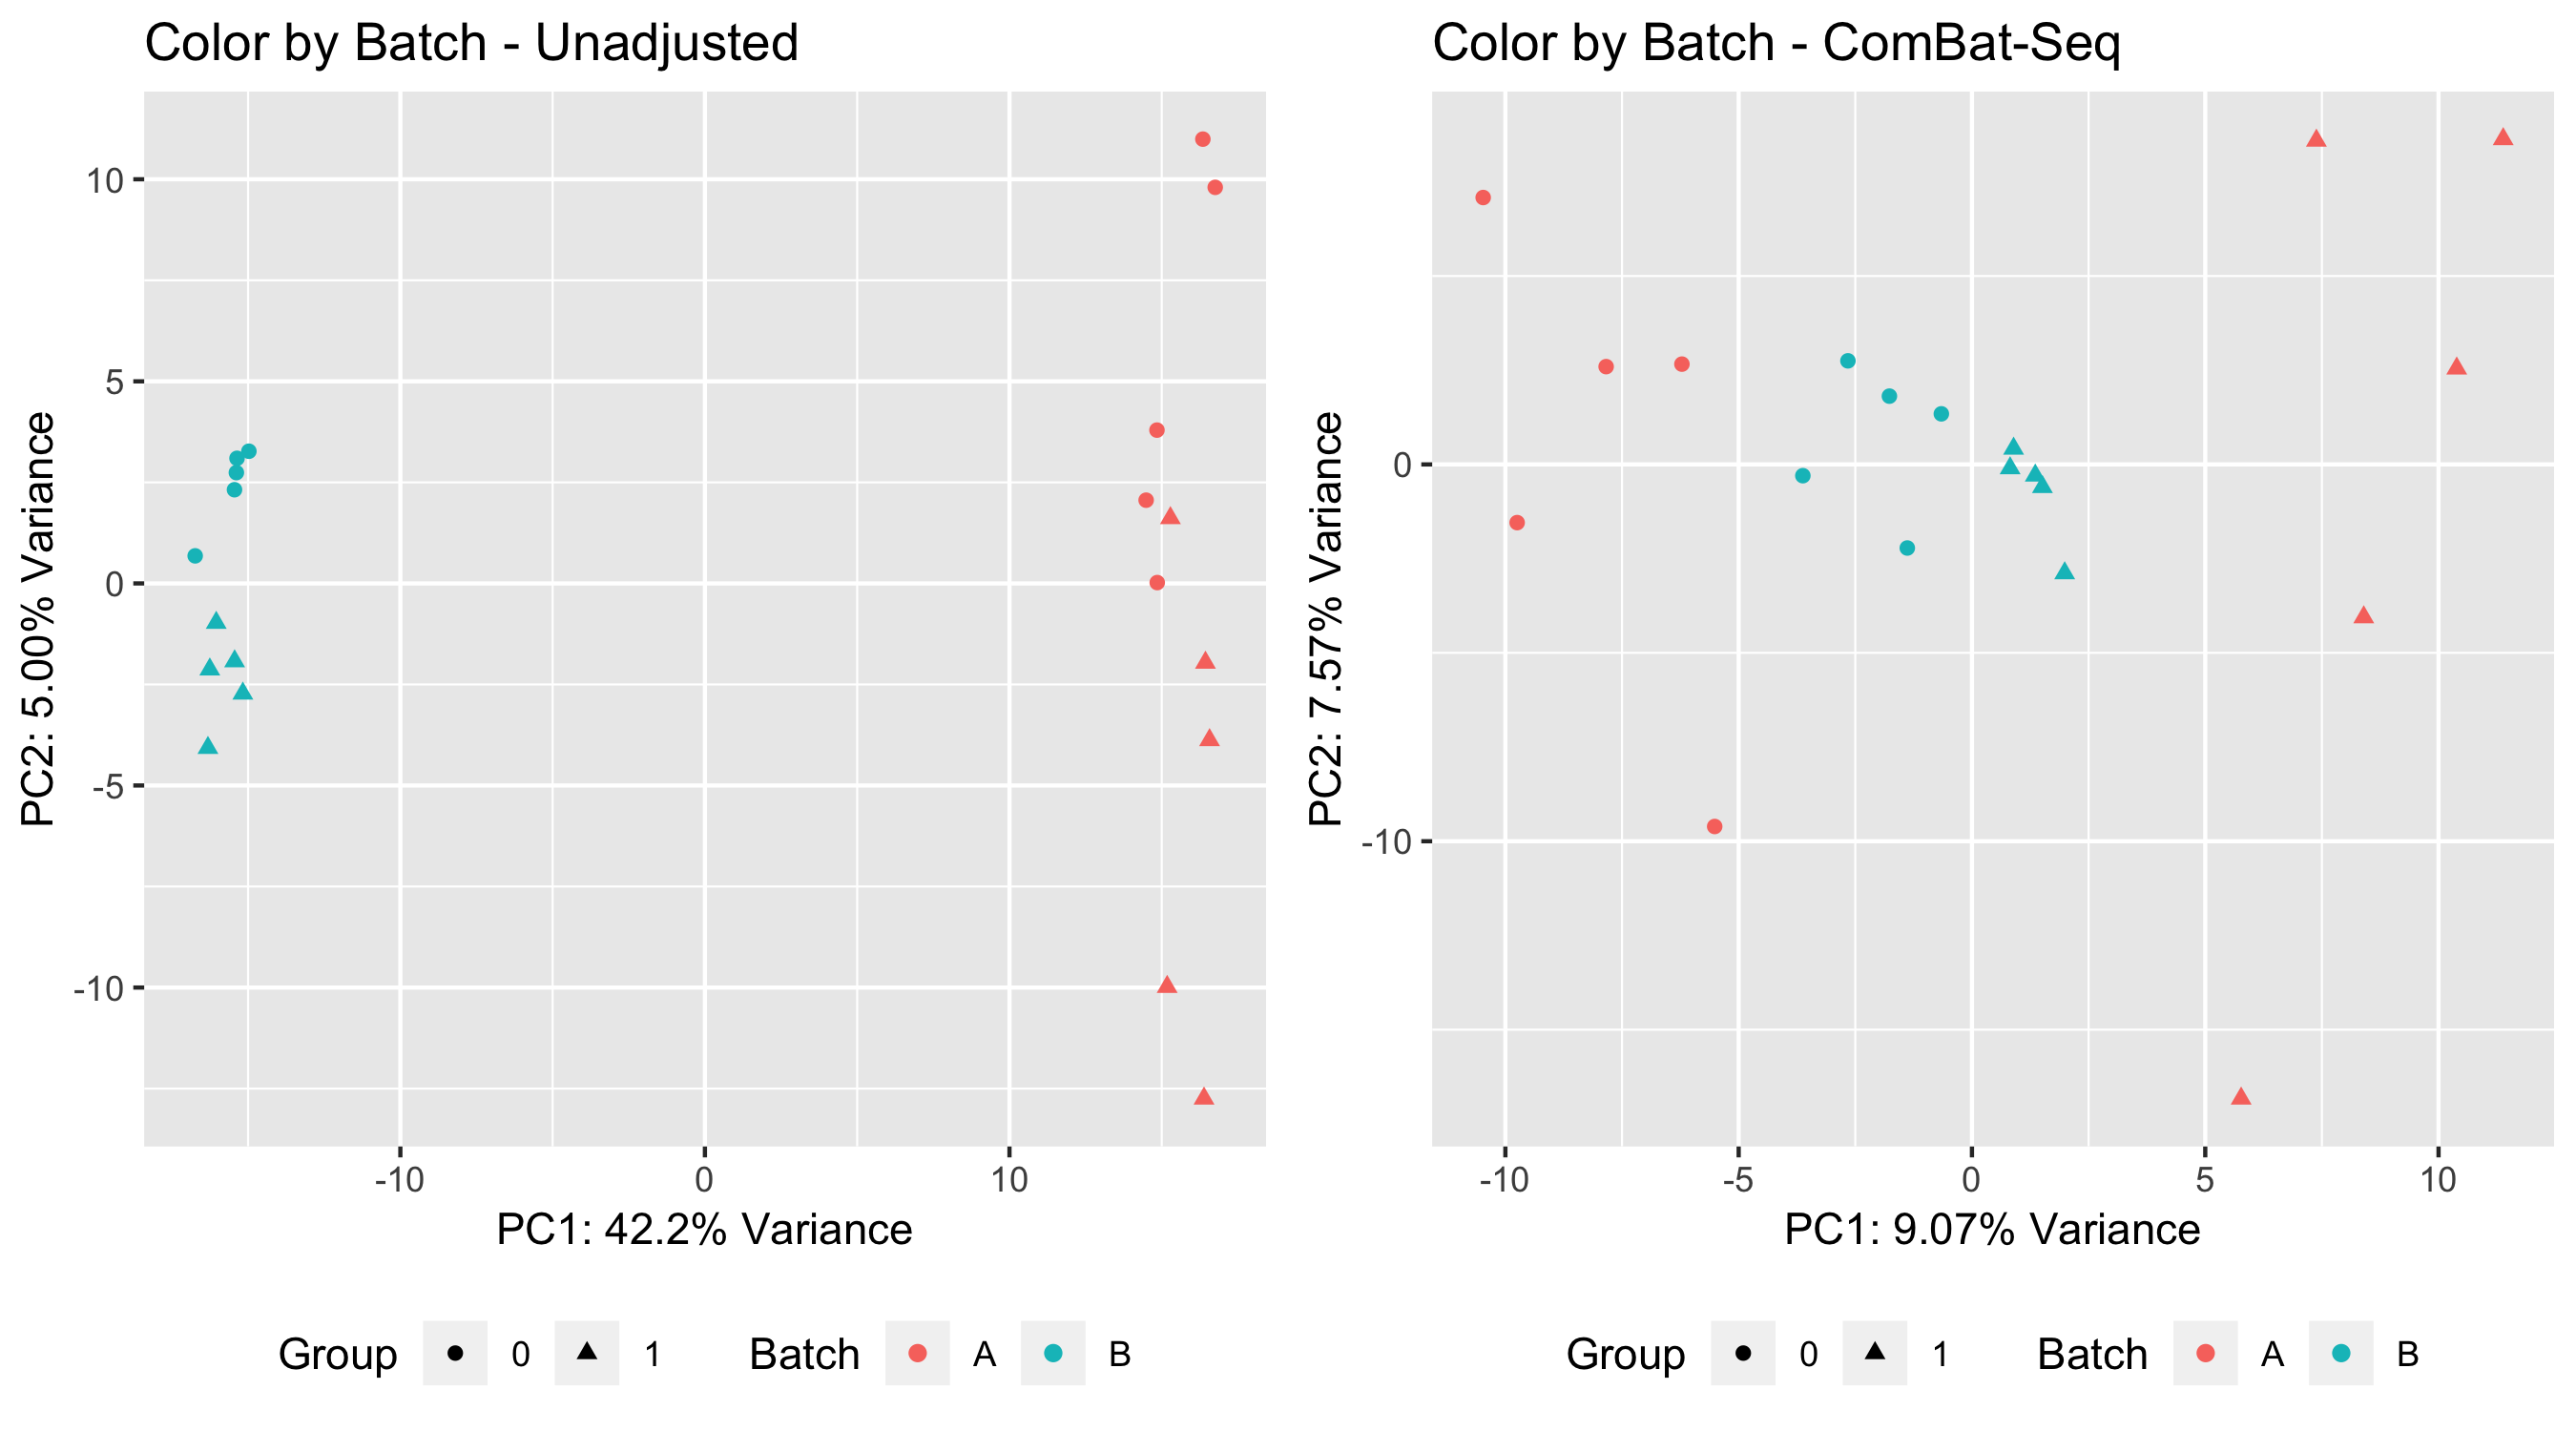 Color by Batch - Unadjusted
PC2: 5.00% Variance
10
5
0
-5
-10
-10 0 10
PC1: 42.2% Variance
Group 0 1 Batch A B
Color by Batch - ComBat-Seq
PC2: 7.57% Variance
0
-10
-10 -5 0 5 10
PC1: 9.07% Variance
Group 0 1 Batch A B